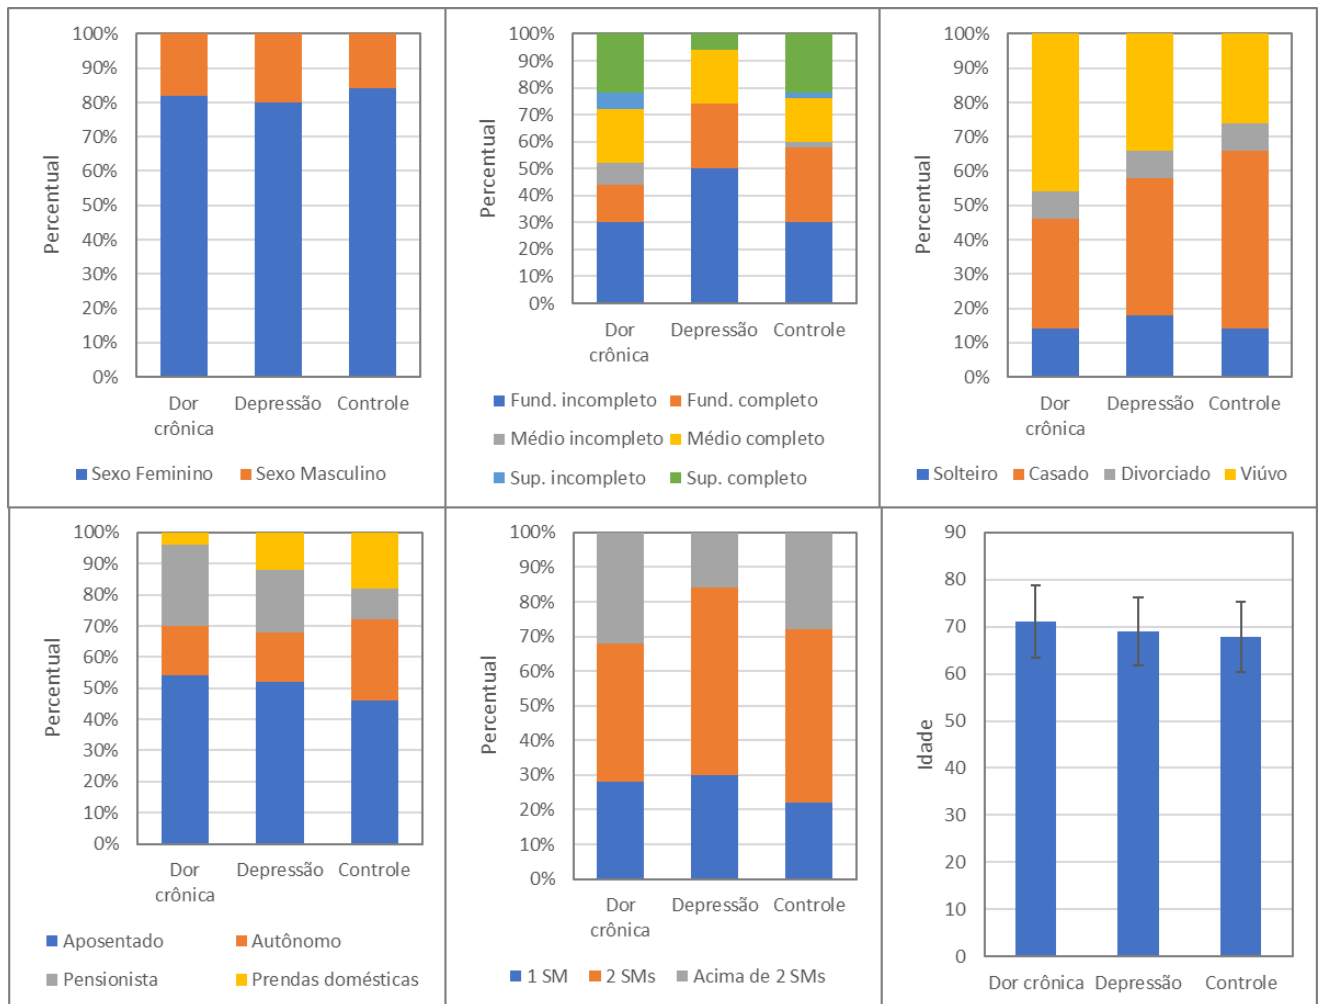 100%
90%
80%
70%
60%
50%
40%
30%
20%
10%
0%
Percentual
Dor
crônica
Depressão
Controle
Sexo Feminino
Sexo Masculino
100%
90%
80%
70%
60%
50%
40%
30%
20%
10%
0%
Percentual
Dor
crônica
Depressão
Controle
Fund. incompleto
Fund. completo
Médio incompleto
Médio completo
Sup. incompleto
Sup. completo
100%
90%
80%
70%
60%
50%
40%
30%
20%
10%
0%
Percentual
Dor
crônica
Depressão
Controle
Solteiro
Casado
Divorciado
Viúvo
100%
90%
80%
70%
60%
50%
40%
30%
20%
10%
0%
Percentual
Dor
crônica
Depressão
Controle
Aposentado
Autônomo
Pensionista
Prendas domésticas
100%
90%
80%
70%
60%
50%
40%
30%
20%
10%
0%
Percentual
Dor
crônica
Depressão
Controle
1 SM
2 SMs
Acima de 2 SMs
90
80
70
60
50
40
30
20
10
0
Idade
Dor crônica
Depressão
Controle